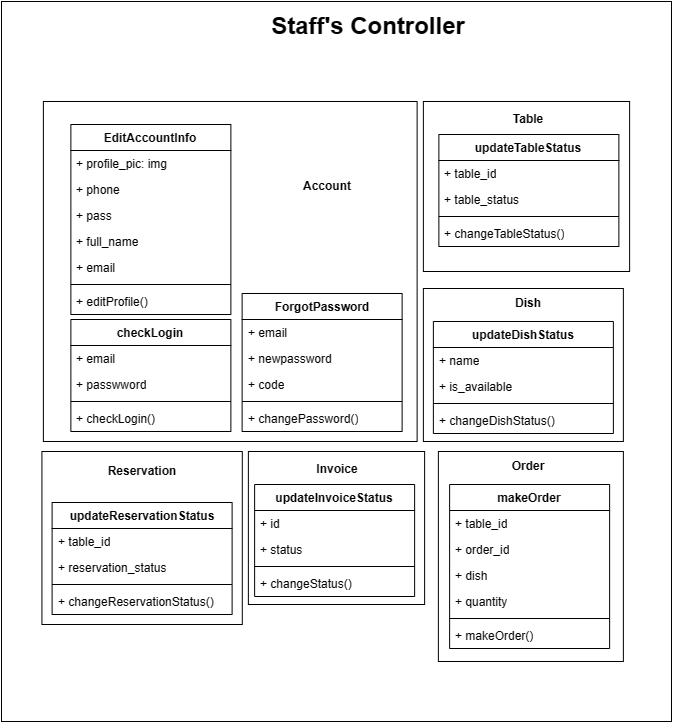 Staff's Controller
Account
EditAccountInfo
+ profile_pic: img
+ phone
+ pass
+ full_name
+ email
+ editProfile()
checkLogin
+ email
+ passwword
+ checkLogin()
ForgotPassword
+ email
+ newpassword
+ code
+ changePassword()
Table
updateTableStatus
+ table_id
+ table_status
+ changeTableStatus()
Dish
updateDishStatus
+ name
+ is_available
+ changeDishStatus()
Reservation
updateReservationStatus
+ table_id
+ reservation_status
+ changeReservationStatus()
Invoice
updateInvoiceStatus
+ id
+ status
+ changeStatus()
Order
makeOrder
+ table_id
+ order_id
+ dish
+ quantity
+ makeOrder()